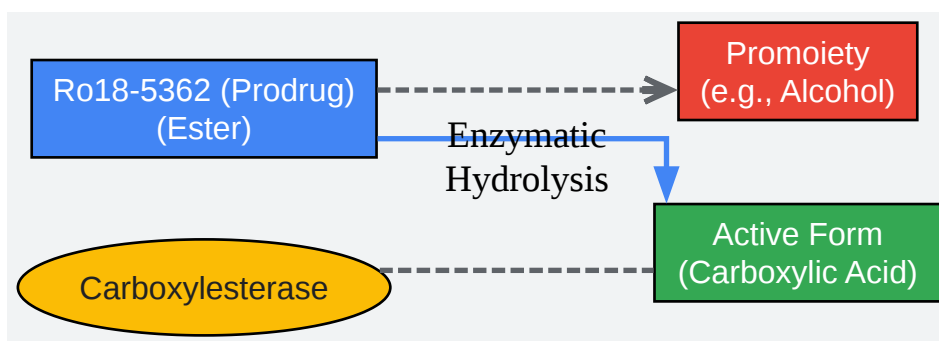 Ro18-5362 (Prodrug)
(Ester)
Promoiety
(e.g., Alcohol)
Enzymatic
Hydrolysis
Active Form
(Carboxylic Acid)
Carboxylesterase